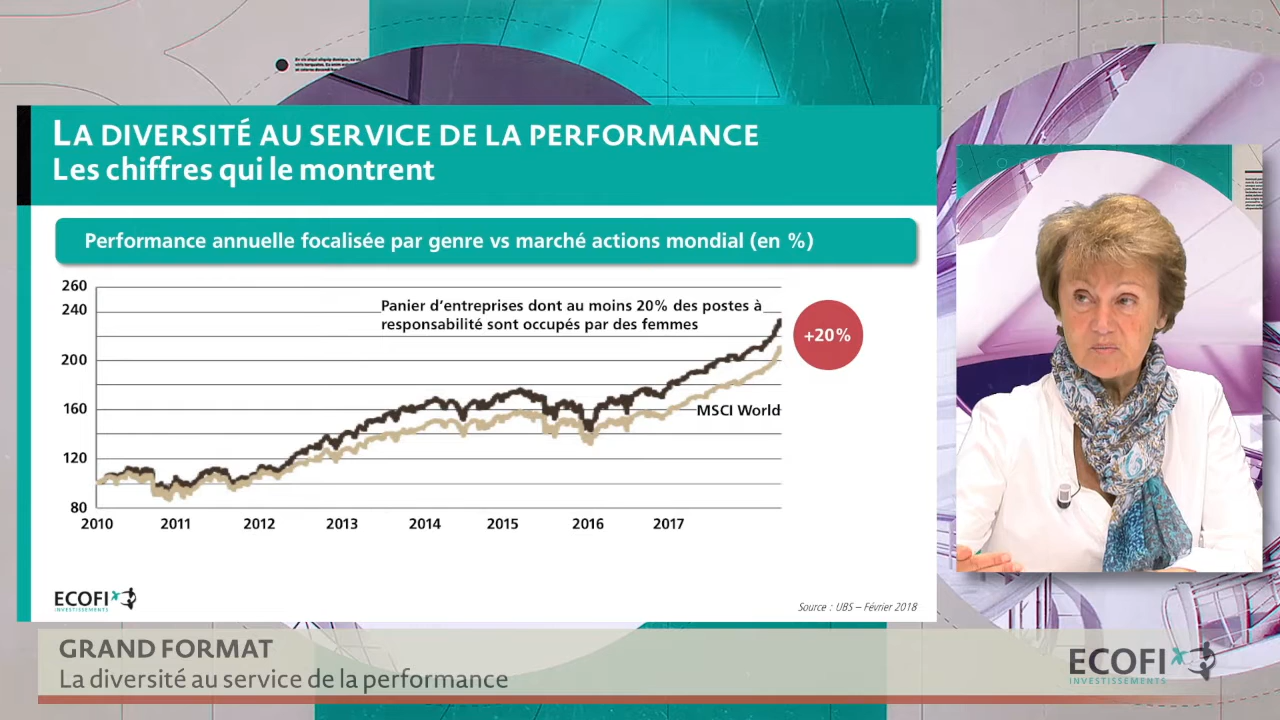 LA DIVERSITÉ AU SERVICE DE LA PERFORMANCE
Les chiffres qui le montrent
Performance annuelle focalisée par genre vs marché actions mondial (en %)
260
240
200
160
120
80
Panier d'entreprises dont au moins 20% des postes à
responsabilité sont occupés par des femmes
+20%
MSCI World
2010 2011 2012 2013 2014 2015 2016 2017
ECOFI
INVESTISSEMENTS
Source : UBS – Février 2018
GRAND FORMAT
La diversité au service de la performance
ECOFI
INVESTISSEMENTS